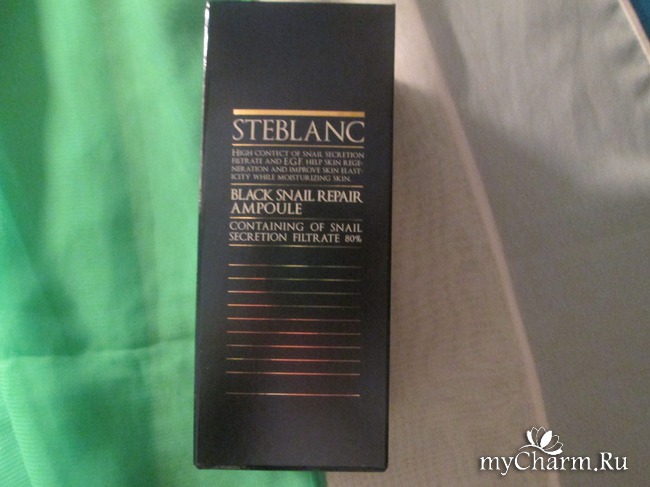 STEBLANC
HIGH CONTECT OF SNAIL SECRETION
FILTRATE AND E.G.F. HELP SKIN REGE-
NERATION AND IMPROVE SKIN ELAST-
ICITY WHILE MOISTURIZING SKIN.
BLACK SNAIL REPAIR
AMPOULE
CONTAINING OF SNAIL
SECRETION FILTRATE 80%
myCharm.Ru